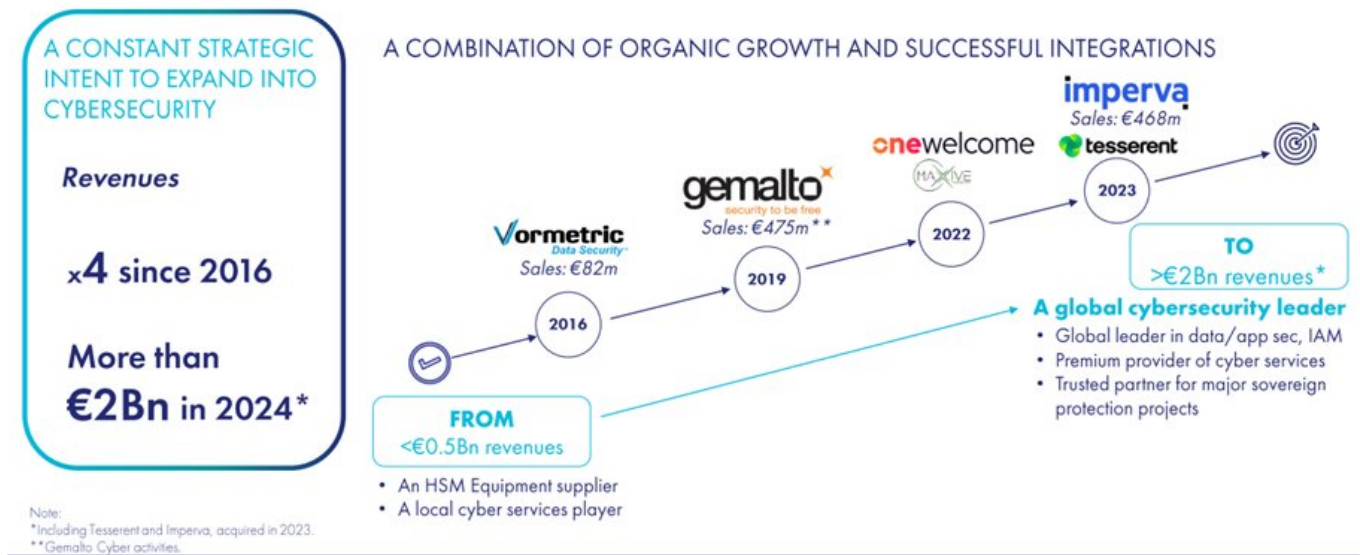 A CONSTANT STRATEGIC
INTENT TO EXPAND INTO
CYBERSECURITY
Revenues
x4 since 2016
More than
€2Bn in 2024*
Note:
*Including Tesserent and Imperva, acquired in 2023.
**Gemalto Cyber activities.
A COMBINATION OF ORGANIC GROWTH AND SUCCESSFUL INTEGRATIONS
Vormetric
Data Security
Sales: €82m
2016
gemalto
security to be free
Sales: €475m**
2019
onewelcome
MAXIVE
2022
imperva
Sales: €468m
tesserent
2023
FROM
<€0.5Bn revenues
• An HSM Equipment supplier
• A local cyber services player
TO
>€2Bn revenues*
A global cybersecurity leader
• Global leader in data/app sec, IAM
• Premium provider of cyber services
• Trusted partner for major sovereign
protection projects